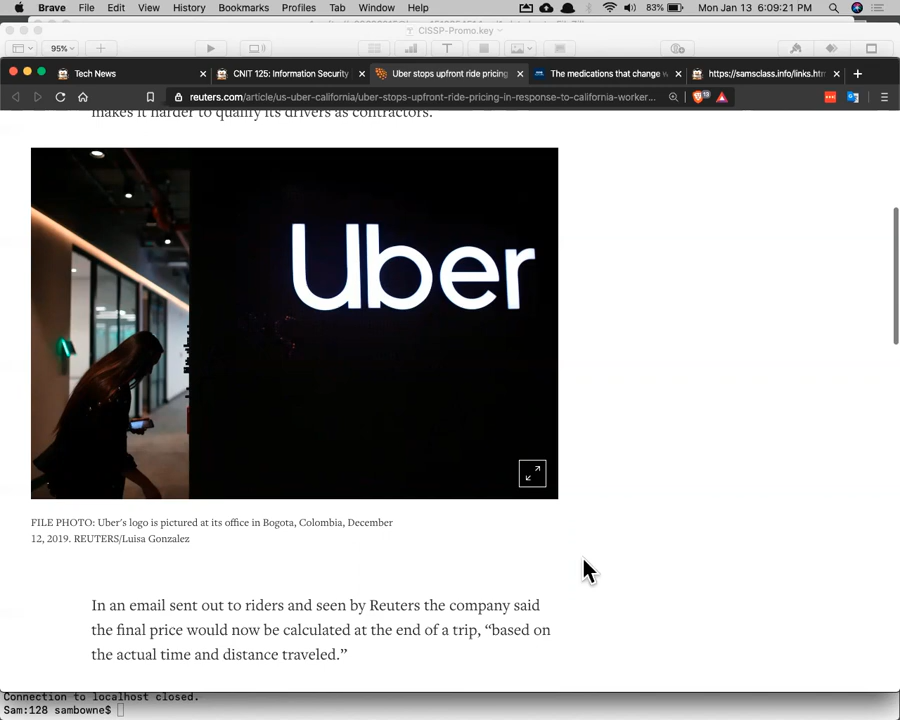 Brave File Edit View History Bookmarks Profiles Tab Window Help 83% Mon Jan 13 6:09:21 PM
CISSP-Promo.key
95%
Tech News CNIT 125: Information Security Uber stops upfront ride pricing The medications that change w https://samsclass.info/links.htm
reuters.com/article/us-uber-california/uber-stops-upfront-ride-pricing-in-response-to-california-worker... 13
makes it harder to qualify its drivers as contractors.
Uber
FILE PHOTO: Uber's logo is pictured at its office in Bogota, Colombia, December
12, 2019. REUTERS/Luisa Gonzalez
In an email sent out to riders and seen by Reuters the company said
the final price would now be calculated at the end of a trip, “based on
the actual time and distance traveled.”
Connection to localhost closed.
Sam:128 sambowne$